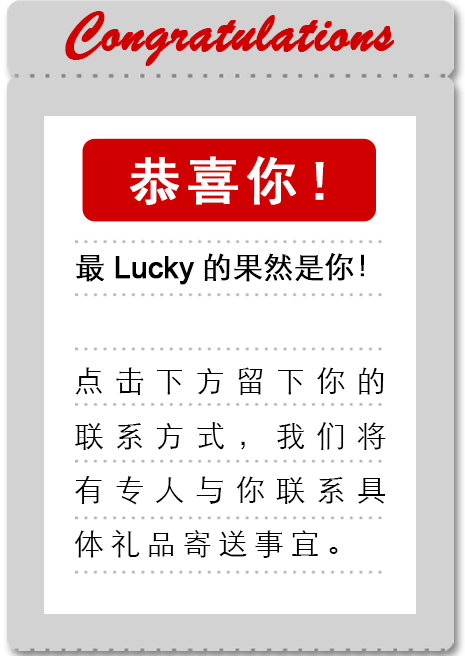 Congratulations
恭喜你！
最 Lucky 的果然是你！
点击下方留下你的
联系方式，我们将
有专人与你联系具
体礼品寄送事宜。